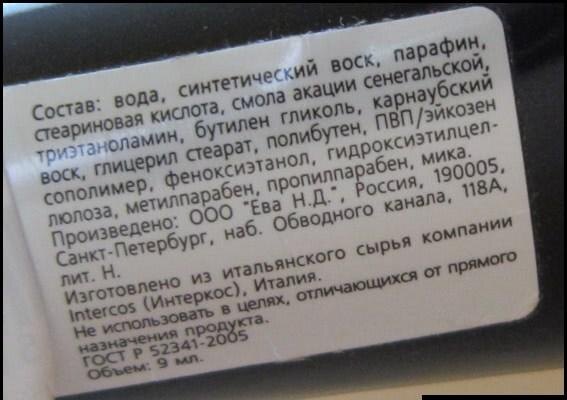 Состав: вода, синтетический воск, парафин,
стеариновая кислота, смола акации сенегальской,
триэтаноламин, бутилен гликоль, карнаубский
воск, глицерил стеарат, полибутен, ПВП/эйкозен
сополимер, феноксиэтанол, гидроксиэтилцел-
люлоза, метилпарабен, пропилпарабен, мика.
Произведено: ООО "Ева Н.Д.", Россия, 190005,
Санкт-Петербург, наб. Обводного канала, 118А,
лит. Н.
Изготовлено из итальянского сырья компании
Intercos (Интеркос), Италия.
Не использовать в целях, отличающихся от прямого
назначения продукта.
ГОСТ Р 52341-2005
Объем: 9 мл.